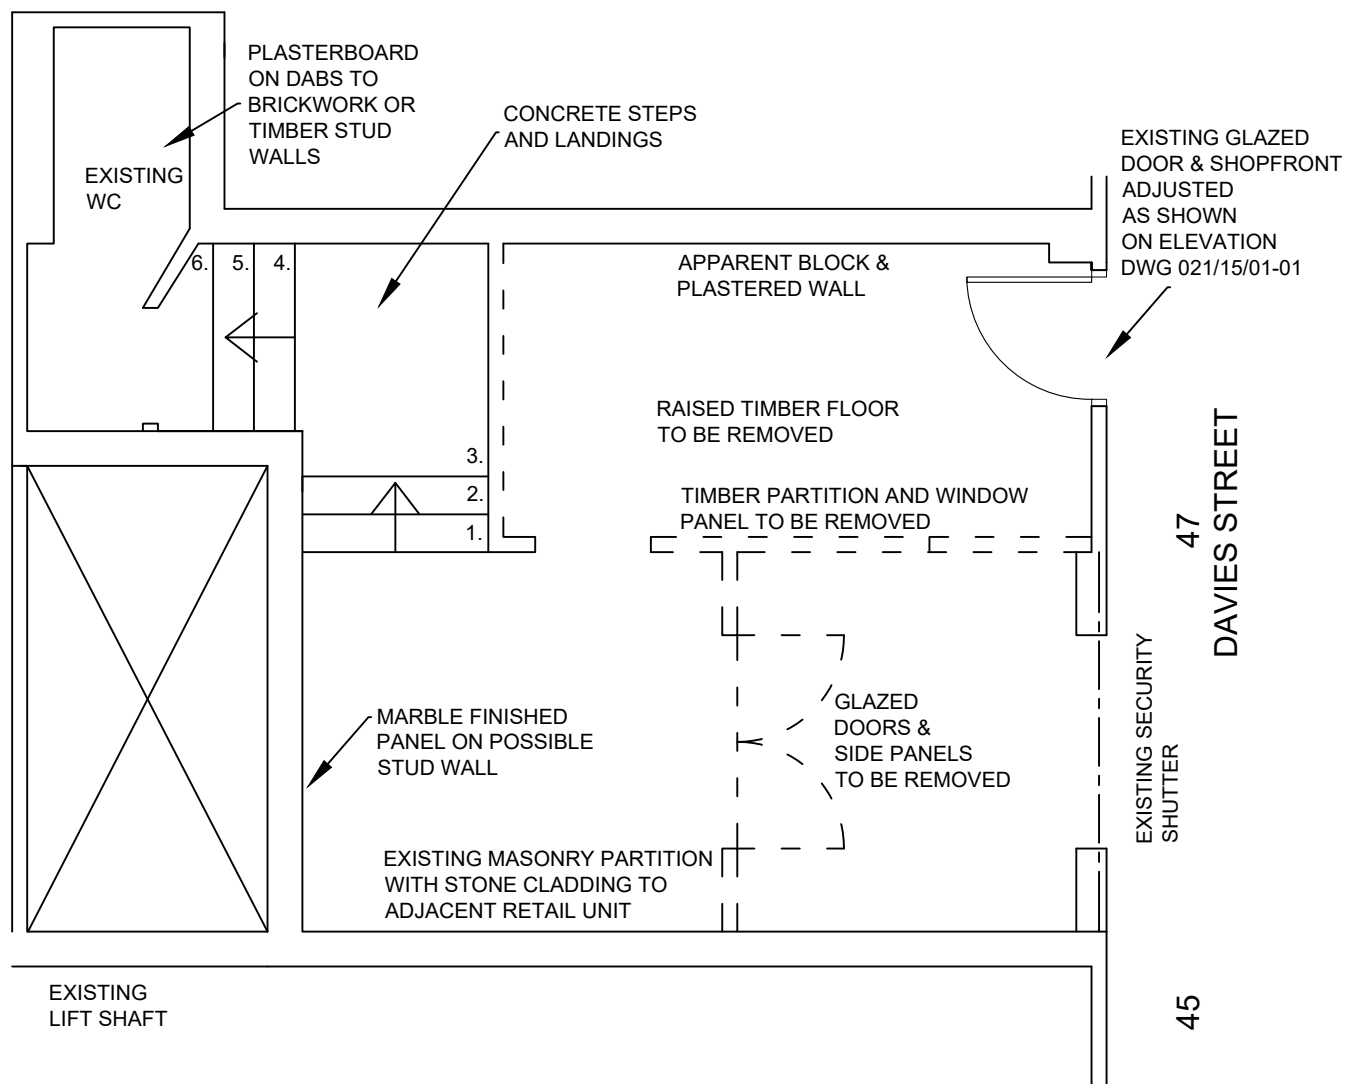 PLASTERBOARD
ON DABS TO
BRICKWORK OR
TIMBER STUD
WALLS
CONCRETE STEPS
AND LANDINGS
EXISTING GLAZED
DOOR & SHOPFRONT
ADJUSTED
AS SHOWN
ON ELEVATION
DWG 021/15/01-01
EXISTING
WC
6.
5.
4.
APPARENT BLOCK &
PLASTERED WALL
RAISED TIMBER FLOOR
TO BE REMOVED
3.
2.
1.
TIMBER PARTITION AND WINDOW
PANEL TO BE REMOVED
47
DAVIES STREET
MARBLE FINISHED
PANEL ON POSSIBLE
STUD WALL
GLAZED
DOORS &
SIDE PANELS
TO BE REMOVED
EXISTING SECURITY
SHUTTER
EXISTING MASONRY PARTITION
WITH STONE CLADDING TO
ADJACENT RETAIL UNIT
EXISTING
LIFT SHAFT
45